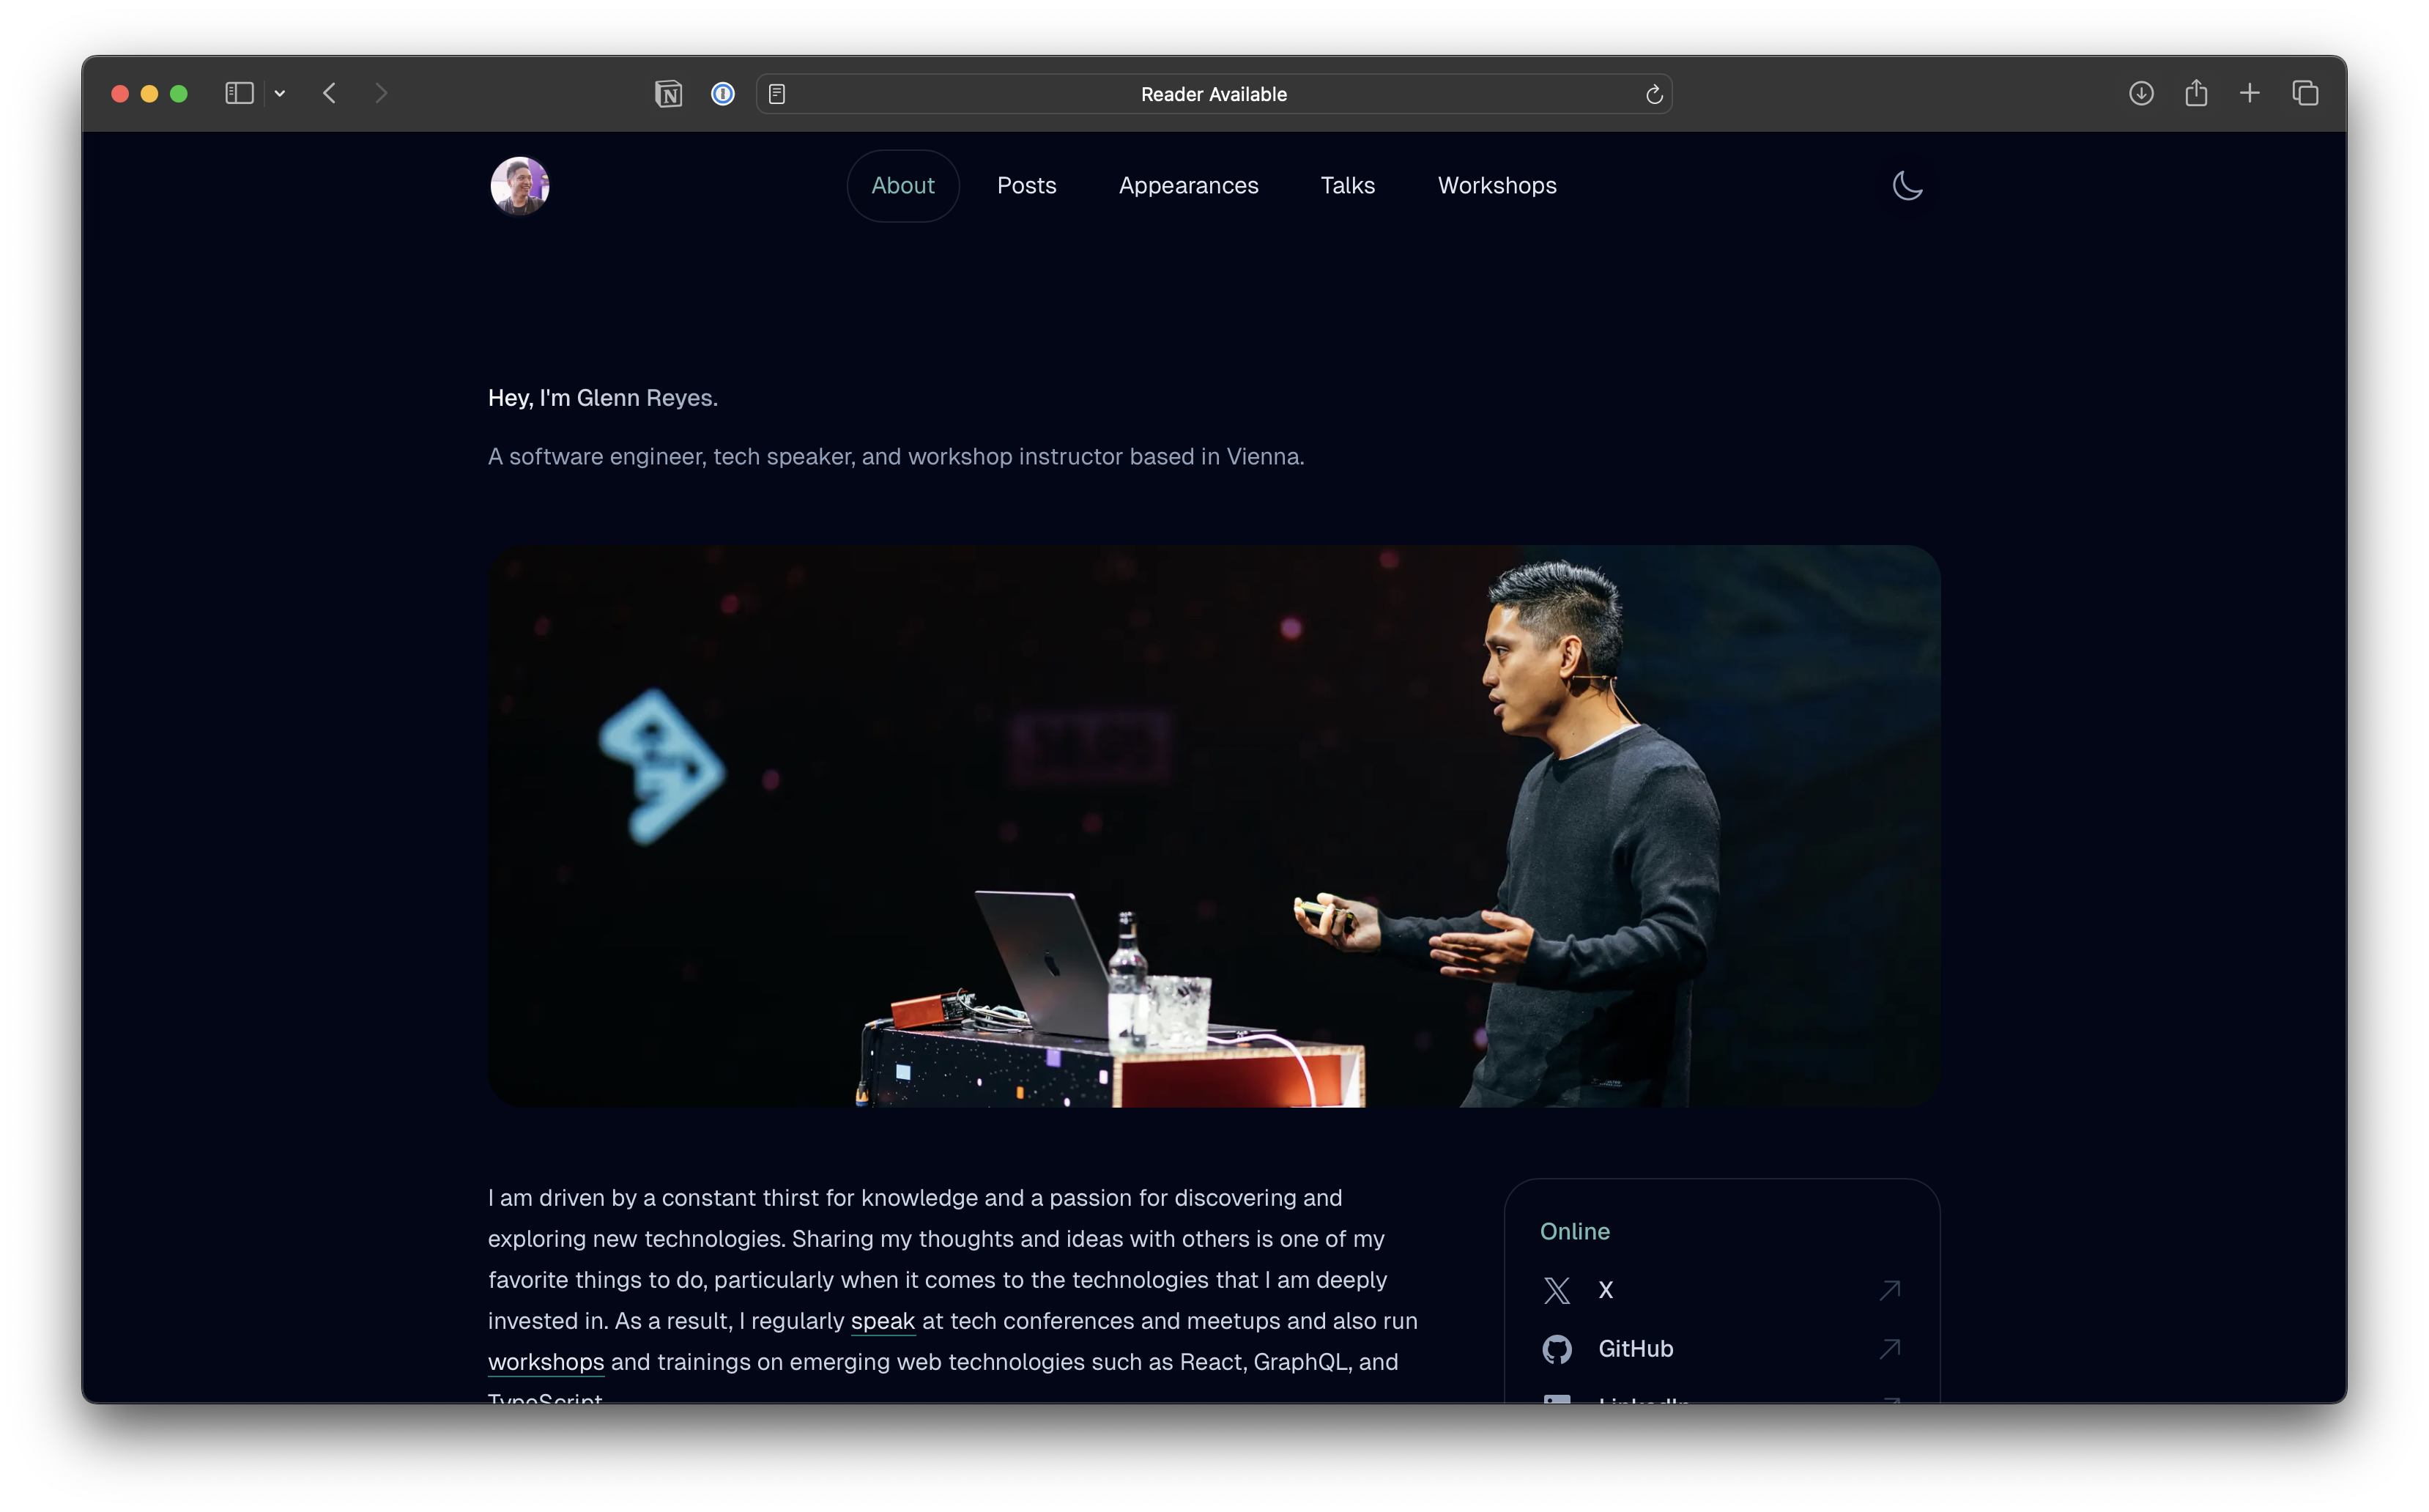 Reader Available
About
Posts
Appearances
Talks
Workshops
Hey, I'm Glenn Reyes.
A software engineer, tech speaker, and workshop instructor based in Vienna.
I am driven by a constant thirst for knowledge and a passion for discovering and
exploring new technologies. Sharing my thoughts and ideas with others is one of my
favorite things to do, particularly when it comes to the technologies that I am deeply
invested in. As a result, I regularly speak at tech conferences and meetups and also run
workshops and trainings on emerging web technologies such as React, GraphQL, and
TypeScript
Online
X
GitHub
LinkedIn